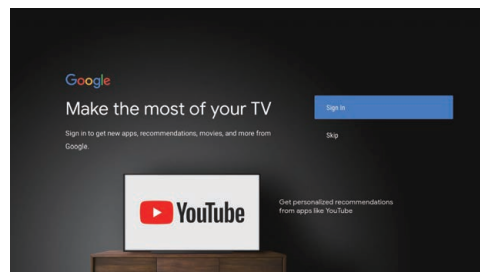 Google
Make the most of your TV
Sign in to get new apps, recommendations, movies, and more from
Google.
Sign In
Skip
YouTube
Get personalized recommendations
from apps like YouTube